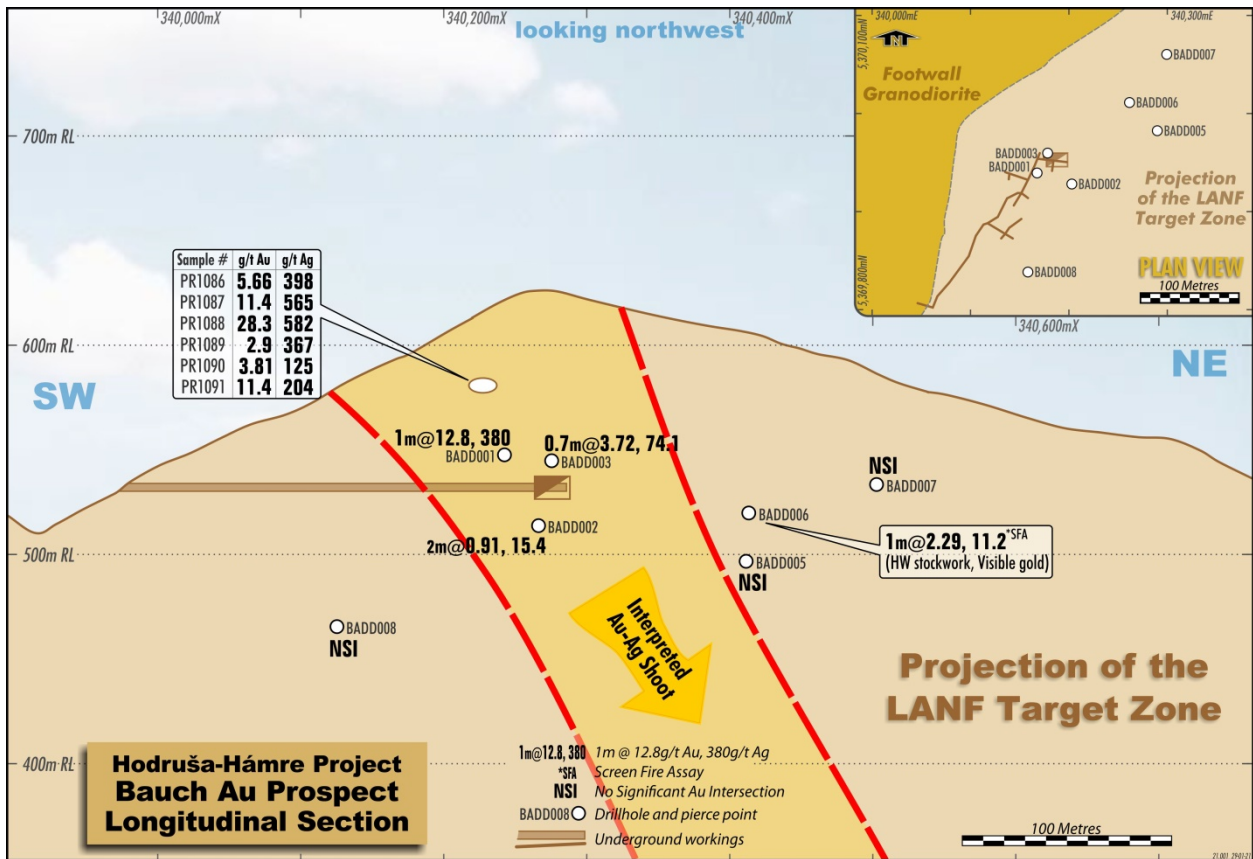 340,000mX
340,200mX
340,400mX
looking northwest
700m RL
600m RL
500m RL
400m RL
SW
NE
Sample # g/t Au g/t Ag
PR1086 5.66 398
PR1087 11.4 565
PR1088 28.3 582
PR1089 2.9 367
PR1090 3.81 125
PR1091 11.4 204
1m@12.8, 380
BADD001
0.7m@3.72, 74.1
BADD003
BADD002
2m@0.91, 15.4
BADD008
NSI
NSI
BADD007
BADD006
1m@2.29, 11.2*SFA
(HW stockwork, Visible gold)
BADD005
NSI
Interpreted
Au-Ag Shoot
Projection of the
LANF Target Zone
Hodruša-Hámre Project
Bauch Au Prospect
Longitudinal Section
1m@12.8, 380 1m @ 12.8g/t Au, 380g/t Ag
*SFA Screen Fire Assay
NSI No Significant Au Intersection
BADD008 Drillhole and pierce point
Underground workings
100 Metres
340,000mE
340,300mE
5,370,100mN
N
Footwall
Granodiorite
BADD007
BADD006
BADD005
BADD003
BADD001
BADD002
Projection
of the LANF
Target Zone
BADD008
PLAN VIEW
100 Metres
5,369,800mN
340,600mX